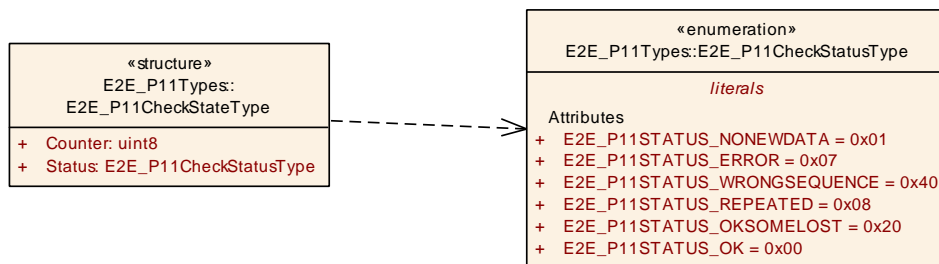 «structure»
E2E_P11Types::
E2E_P11CheckStateType
+ Counter: uint8
+ Status: E2E_P11CheckStatusType
«enumeration»
E2E_P11Types::E2E_P11CheckStatusType
literals
Attributes
+ E2E_P11STATUS_NONEWDATA = 0x01
+ E2E_P11STATUS_ERROR = 0x07
+ E2E_P11STATUS_WRONGSEQUENCE = 0x40
+ E2E_P11STATUS_REPEATED = 0x08
+ E2E_P11STATUS_OKSOMELOST = 0x20
+ E2E_P11STATUS_OK = 0x00